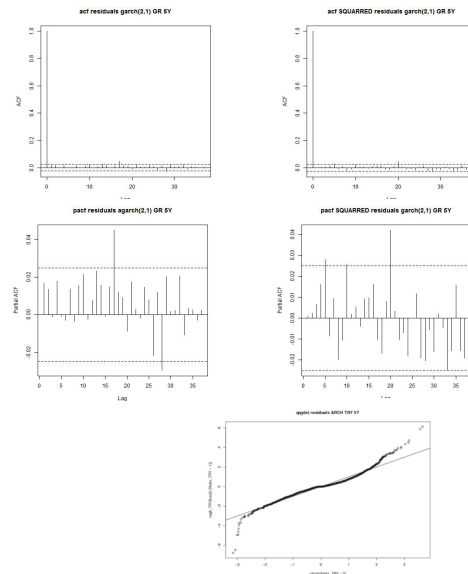 acf residuals garch(2,1) GR 5Y
acf SQUARRED residuals garch(2,1) GR 5Y
ACF
1.0
0.8
0.6
0.4
0.2
0.0
0 10 20 30
ACF
1.0
0.8
0.6
0.4
0.2
0.0
0 10 20 30
pacf residuals agarch(2,1) GR 5Y
pacf SQUARRED residuals garch(2,1) GR 5Y
Partial ACF
0.04
0.02
0.00
-0.02
0 5 10 15 20 25 30 35
Lag
Partial ACF
0.04
0.03
0.02
0.01
0.00
-0.01
-0.02
0 5 10 15 20 25 30 35
qqplot residuals ARCH TRY 5Y